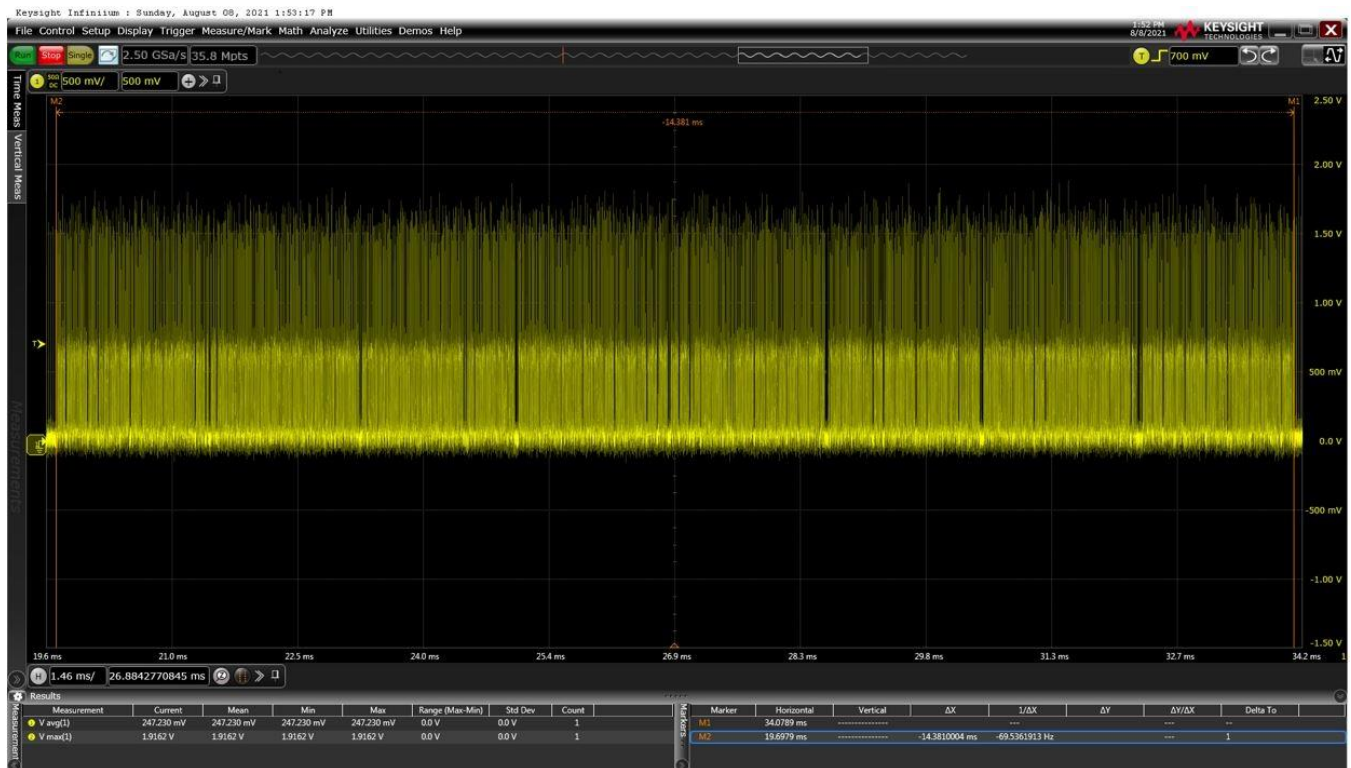 Keysight Infiniium : Sunday, August 08, 2021 1:53:17 PM
File Control Setup Display Trigger Measure/Mark Math Analyze Utilities Demos Help
1:52 PM
8/8/2021
KEYSIGHT
TECHNOLOGIES
Run Stop Single 2.50 GSa/s 35.8 Mpts
T 700 mV
1 50Ω DC 500 mV/ 500 mV
Time Meas
Vertical Meas
Measurements
M2 M1
-14.381 ms
2.50 V
2.00 V
1.50 V
1.00 V
T
500 mV
0.0 V
-500 mV
-1.00 V
-1.50 V
19.6 ms 21.0 ms 22.5 ms 24.0 ms 25.4 ms 26.9 ms 28.3 ms 29.8 ms 31.3 ms 32.7 ms 34.2 ms 1
H 1.46 ms/ 26.8842770845 ms 0
Results
Measurement Current Mean Min Max Range (Max-Min) Std Dev Count
V avg(1) 247.230 mV 247.230 mV 247.230 mV 247.230 mV 0.0 V 0.0 V 1
V max(1) 1.9162 V 1.9162 V 1.9162 V 1.9162 V 0.0 V 0.0 V 1
Measurement
Markers
Marker Horizontal Vertical ΔX 1/ΔX ΔY ΔY/ΔX Delta To
M1 34.0789 ms --------------- --- --- --
M2 19.6979 ms --------------- -14.3810004 ms -69.5361913 Hz --- 1